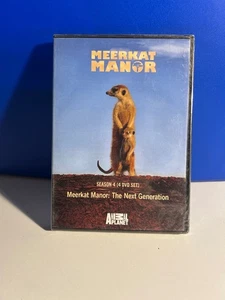 MEERKAT
MANOR
SEASON 4 (4 DVD SET)
Meerkat Manor: The Next Generation
ANIMAL
PLANET